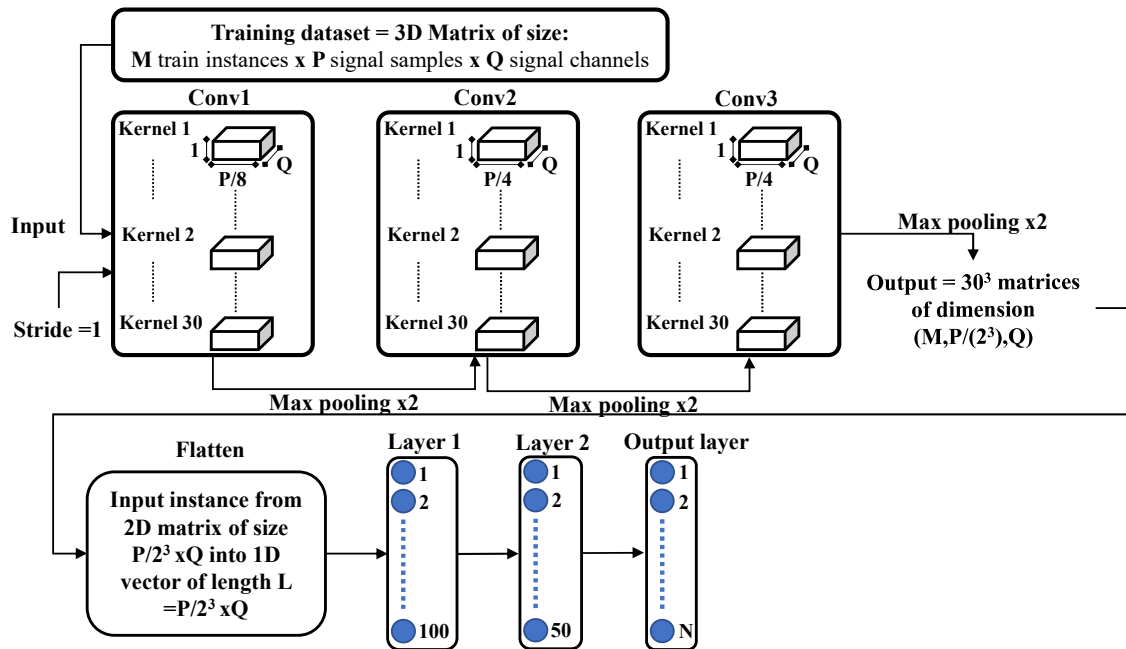 Training dataset = 3D Matrix of size:
M train instances x P signal samples x Q signal channels
Conv1
Conv2
Conv3
Kernel 1
1
Q
P/8
Kernel 2
Kernel 30
Kernel 1
1
Q
P/4
Kernel 2
Kernel 30
Kernel 1
1
Q
P/4
Kernel 2
Kernel 30
Input
Stride =1
Max pooling x2
Max pooling x2
Max pooling x2
Output = 30³ matrices
of dimension
(M,P/(2³),Q)
Flatten
Input instance from
2D matrix of size
P/2³ xQ into 1D
vector of length L
=P/2³ xQ
Layer 1
1
2
100
Layer 2
1
2
50
Output layer
1
2
N